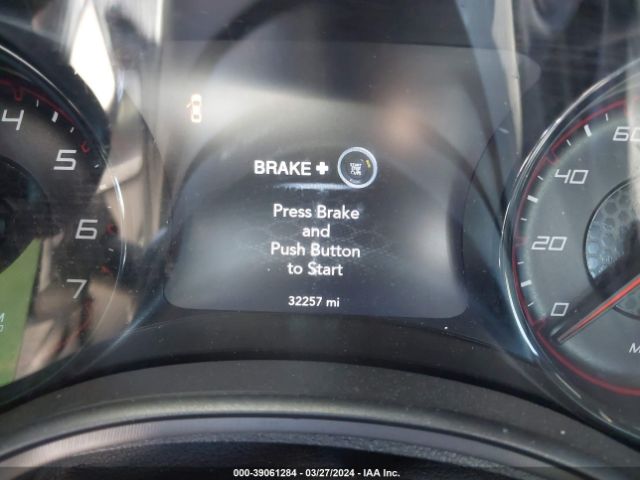 4
5
6
7
BRAKE +
Press Brake
and
Push Button
to Start
32257 mi
60
40
20
0
000-39061284 | 03/27/2024 | IAA Inc.